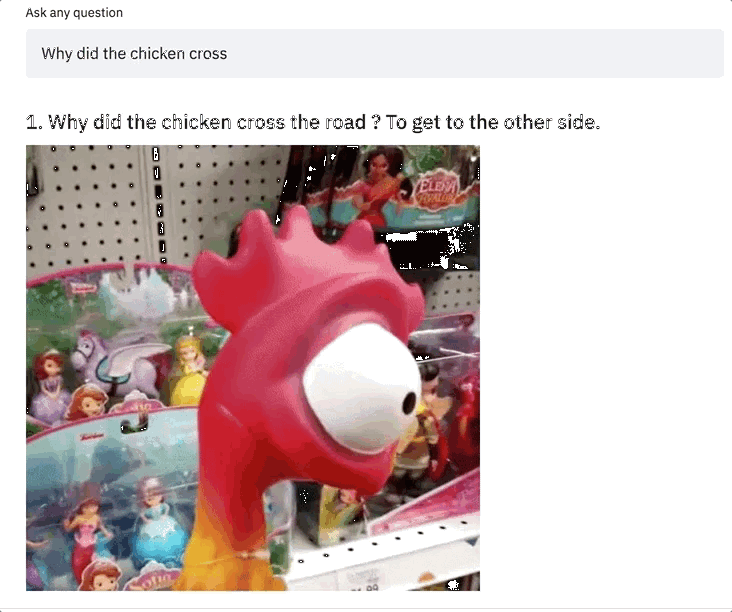 Ask any question
Why did the chicken cross
1. Why did the chicken cross the road ? To get to the other side.
ELENA
Sofia